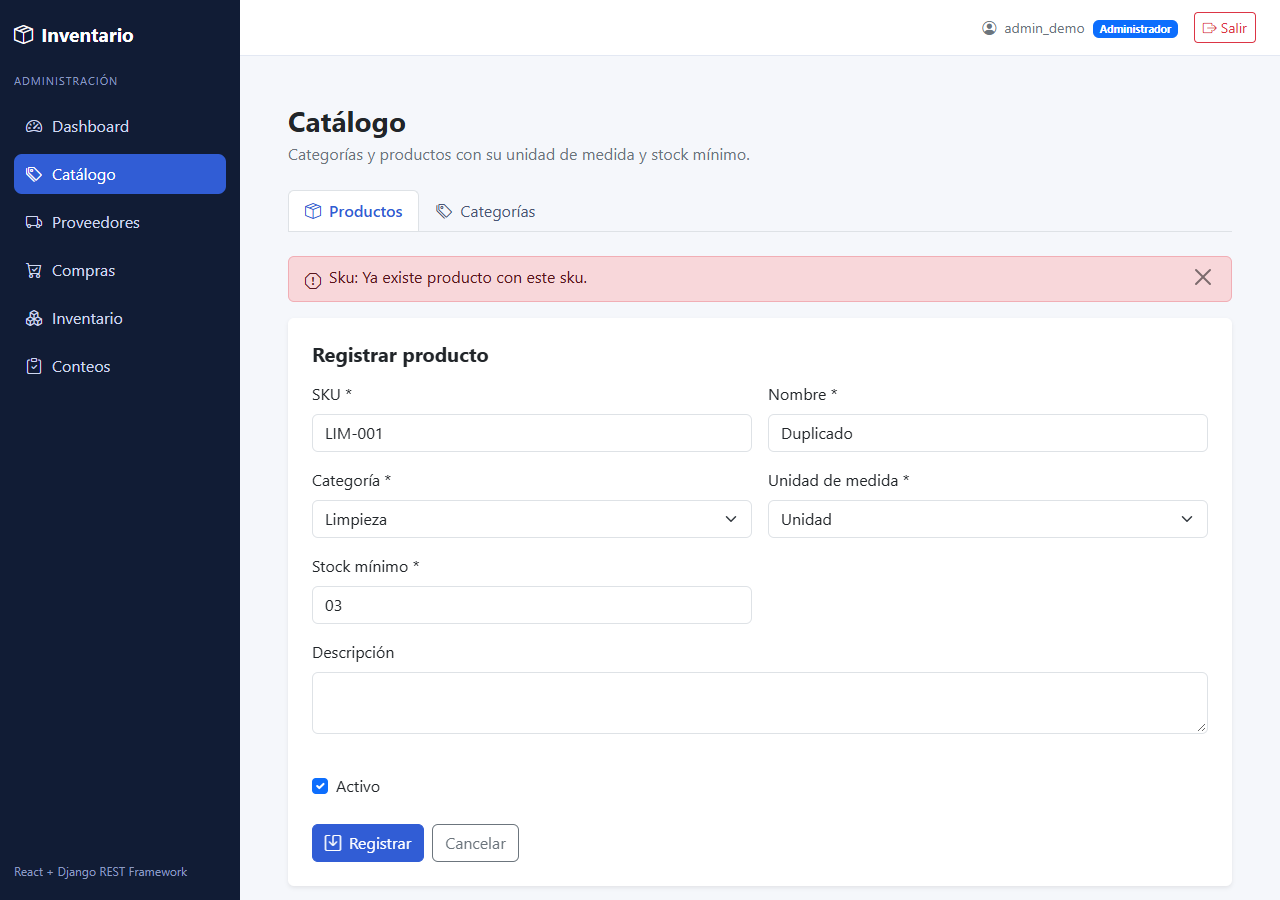 Inventario
admin_demo Administrador Salir
ADMINISTRACIÓN
Dashboard
Catálogo
Proveedores
Compras
Inventario
Conteos
React + Django REST Framework
Catálogo
Categorías y productos con su unidad de medida y stock mínimo.
Productos Categorías
Sku: Ya existe producto con este sku.
Registrar producto
SKU * Nombre *
LIM-001 Duplicado
Categoría * Unidad de medida *
Limpieza Unidad
Stock mínimo *
03
Descripción
Activo
Registrar Cancelar